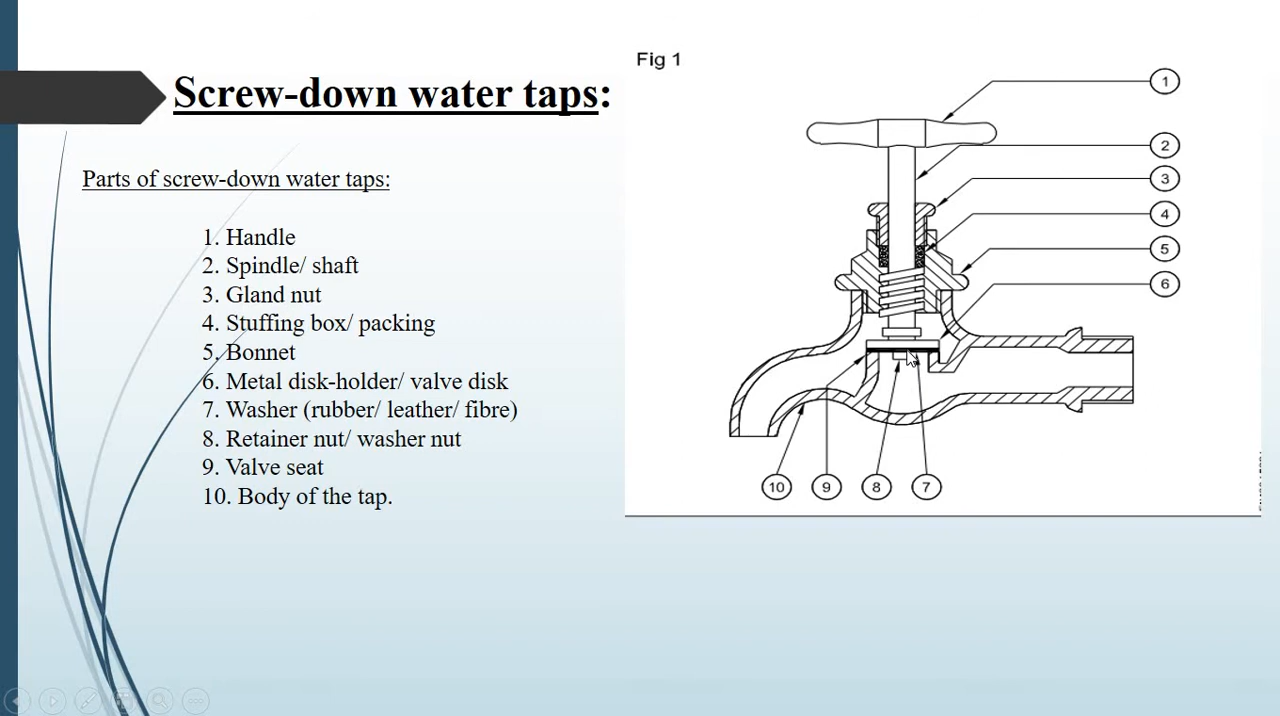 Fig 1
Screw-down water taps:
Parts of screw-down water taps:
1. Handle
2. Spindle/ shaft
3. Gland nut
4. Stuffing box/ packing
5. Bonnet
6. Metal disk-holder/ valve disk
7. Washer (rubber/ leather/ fibre)
8. Retainer nut/ washer nut
9. Valve seat
10. Body of the tap.
1
2
3
4
5
6
10 9 8 7